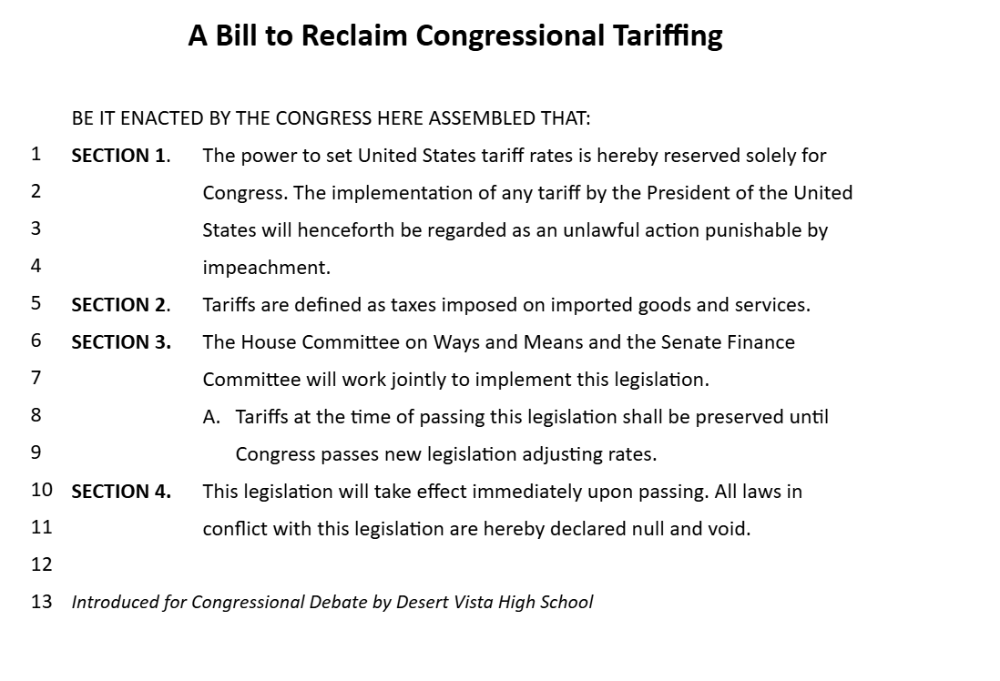 A Bill to Reclaim Congressional Tariffing
BE IT ENACTED BY THE CONGRESS HERE ASSEMBLED THAT:
1 SECTION 1. The power to set United States tariff rates is hereby reserved solely for
2 Congress. The implementation of any tariff by the President of the United
3 States will henceforth be regarded as an unlawful action punishable by
4 impeachment.
5 SECTION 2. Tariffs are defined as taxes imposed on imported goods and services.
6 SECTION 3. The House Committee on Ways and Means and the Senate Finance
7 Committee will work jointly to implement this legislation.
8 A. Tariffs at the time of passing this legislation shall be preserved until
9 Congress passes new legislation adjusting rates.
10 SECTION 4. This legislation will take effect immediately upon passing. All laws in
11 conflict with this legislation are hereby declared null and void.
12
13 Introduced for Congressional Debate by Desert Vista High School